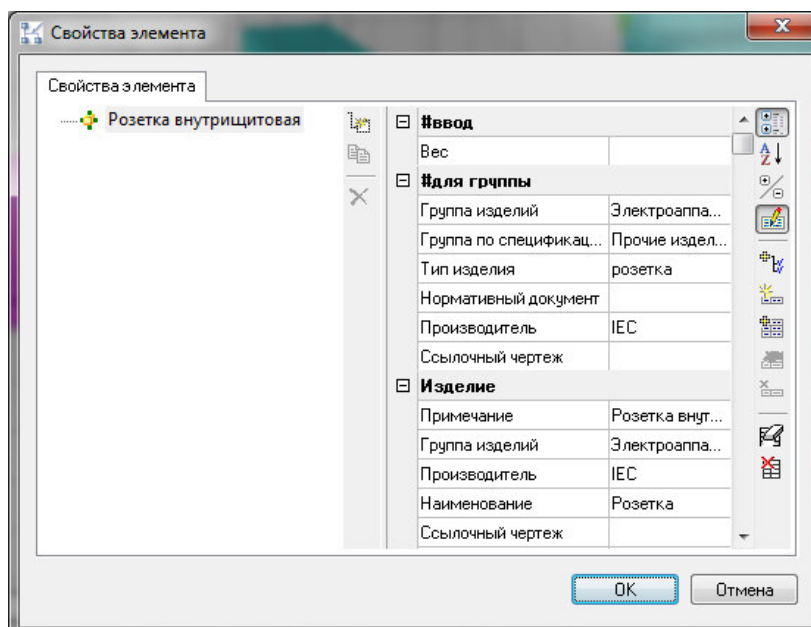 Свойства элемента
Свойства элемента
Розетка внутрищитовая
#ввод
Вес
#для группы
Группа изделий Электроаппа...
Группа по спецификац... Прочие издел...
Тип изделия розетка
Нормативный документ
Производитель IEC
Ссылочный чертеж
Изделие
Примечание Розетка внут...
Группа изделий Электроаппа...
Производитель IEC
Наименование Розетка
Ссылочный чертеж
OK Отмена